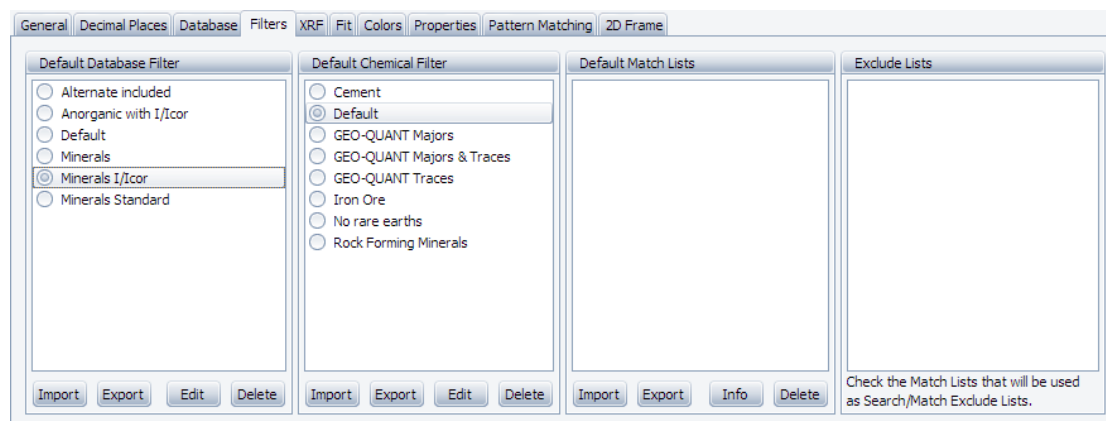 General Decimal Places Database Filters XRF Fit Colors Properties Pattern Matching 2D Frame
Default Database Filter
Alternate included
Anorganic with I/Icor
Default
Minerals
Minerals I/Icor
Minerals Standard
Import Export Edit Delete
Default Chemical Filter
Cement
Default
GEO-QUANT Majors
GEO-QUANT Majors & Traces
GEO-QUANT Traces
Iron Ore
No rare earths
Rock Forming Minerals
Import Export Edit Delete
Default Match Lists
Import Export Info Delete
Exclude Lists
Check the Match Lists that will be used
as Search/Match Exclude Lists.